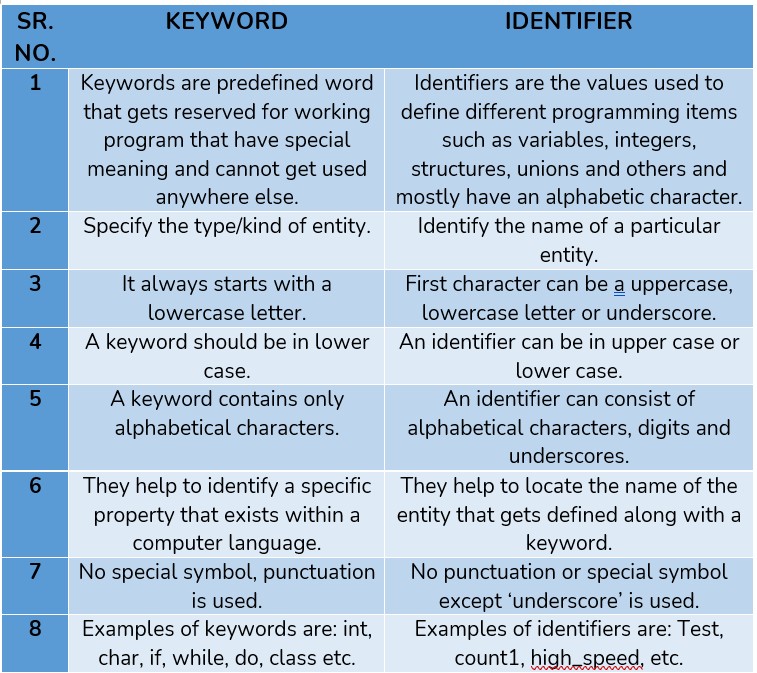 SR. NO.
KEYWORD
IDENTIFIER
1
Keywords are predefined word
that gets reserved for working
program that have special
meaning and cannot get used
anywhere else.
Identifiers are the values used to
define different programming items
such as variables, integers,
structures, unions and others and
mostly have an alphabetic character.
2
Specify the type/kind of entity.
Identify the name of a particular
entity.
3
It always starts with a
lowercase letter.
First character can be a uppercase,
lowercase letter or underscore.
4
A keyword should be in lower
case.
An identifier can be in upper case or
lower case.
5
A keyword contains only
alphabetical characters.
An identifier can consist of
alphabetical characters, digits and
underscores.
6
They help to identify a specific
property that exists within a
computer language.
They help to locate the name of the
entity that gets defined along with a
keyword.
7
No special symbol, punctuation
is used.
No punctuation or special symbol
except ‘underscore’ is used.
8
Examples of keywords are: int,
char, if, while, do, class etc.
Examples of identifiers are: Test,
count1, high_speed, etc.